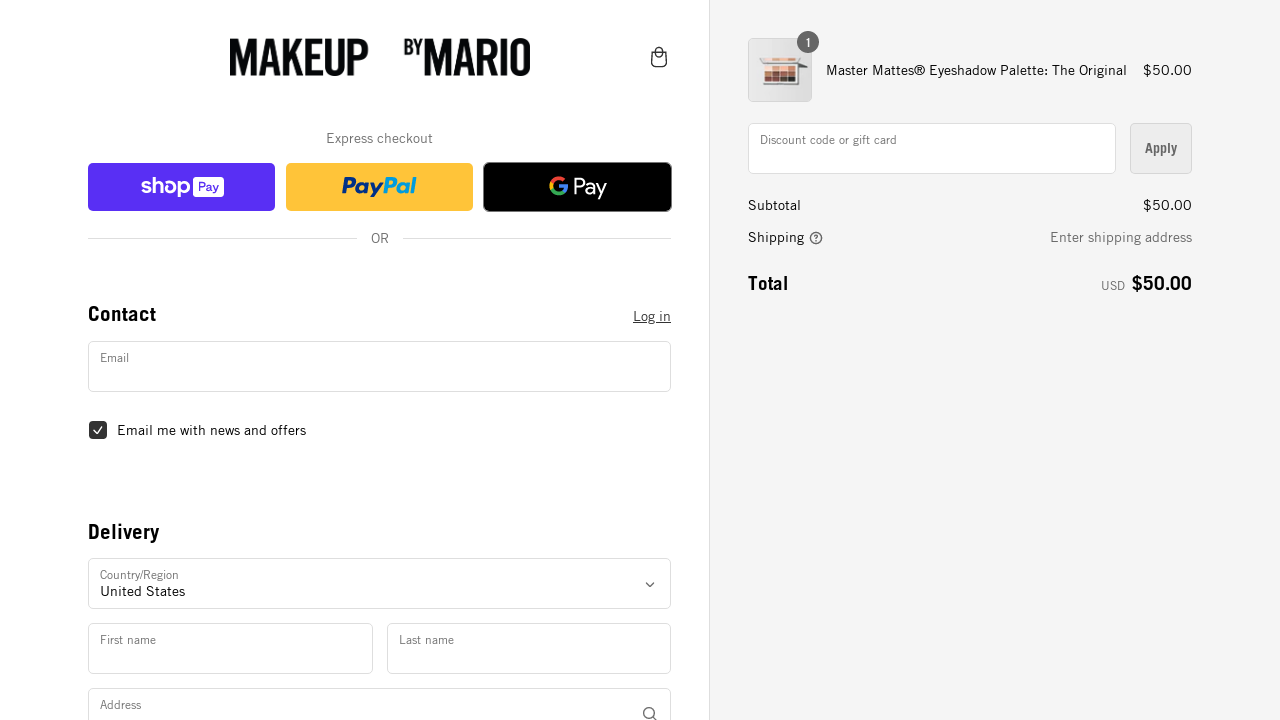 MAKEUP BY MARIO
Express checkout
shop Pay
PayPal
G Pay
OR
Contact
Log in
Email
Email me with news and offers
Delivery
Country/Region
United States
First name
Last name
Address
1
Master Mattes® Eyeshadow Palette: The Original
$50.00
Discount code or gift card
Apply
Subtotal
$50.00
Shipping
Enter shipping address
Total
USD $50.00